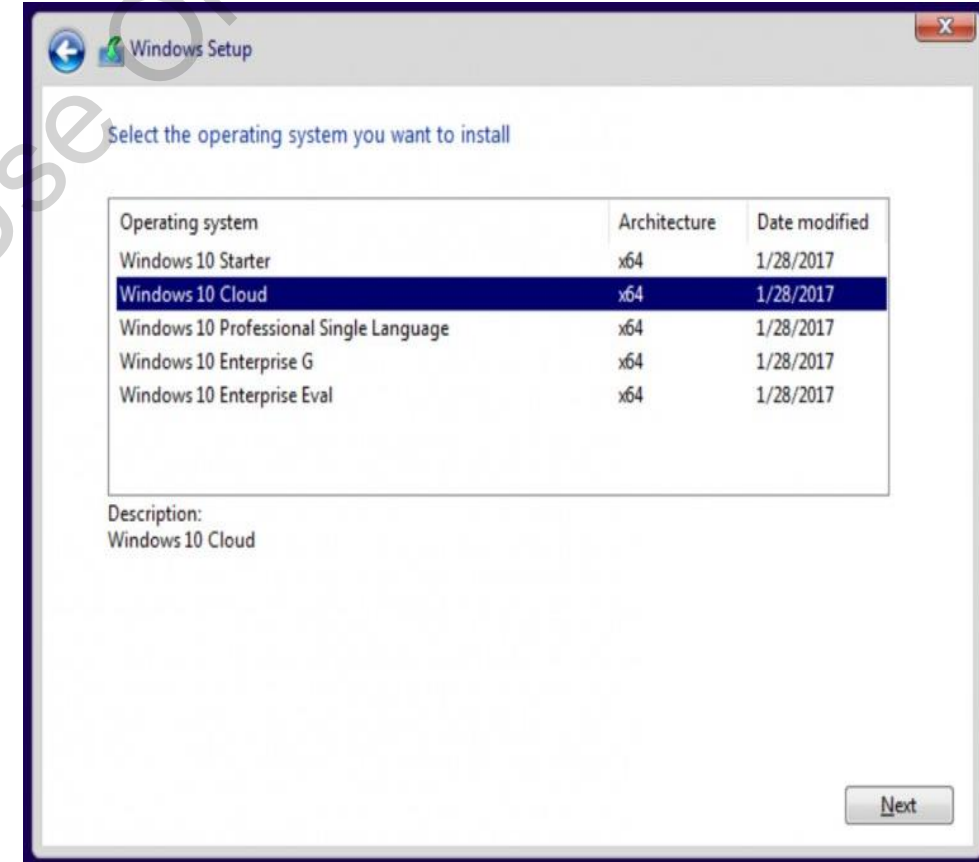 Windows Setup
X
Select the operating system you want to install
Operating system Architecture Date modified
Windows 10 Starter x64 1/28/2017
Windows 10 Cloud x64 1/28/2017
Windows 10 Professional Single Language x64 1/28/2017
Windows 10 Enterprise G x64 1/28/2017
Windows 10 Enterprise Eval x64 1/28/2017
Description:
Windows 10 Cloud
Next